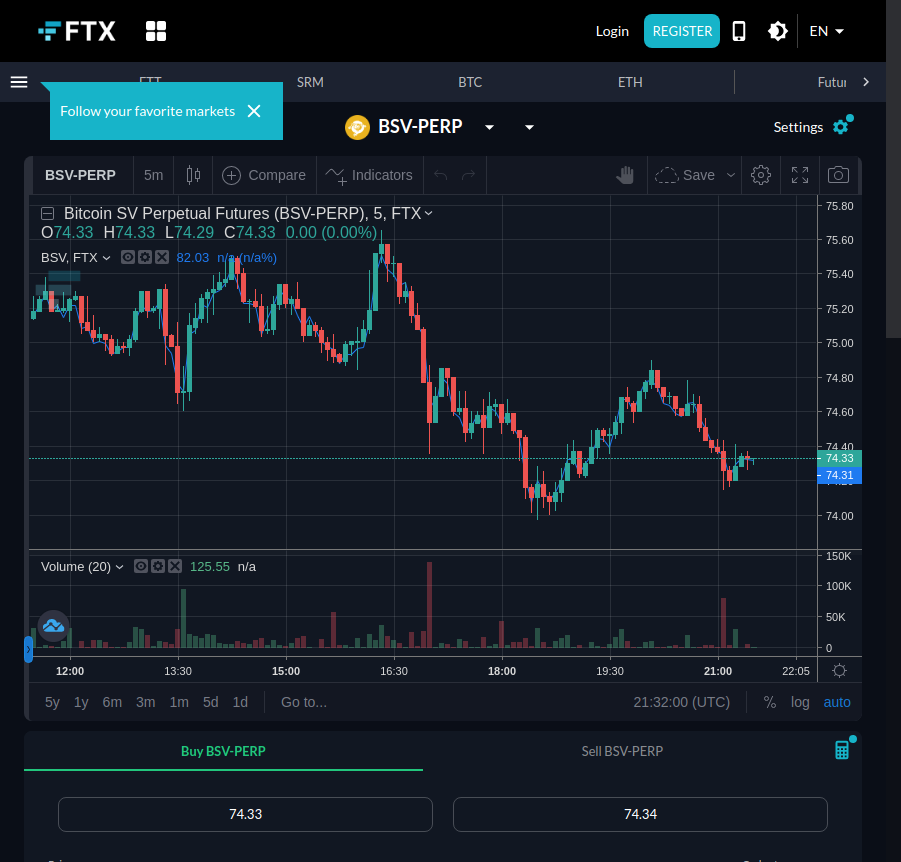 FTX
Login
REGISTER
EN
FTT
SRM
BTC
ETH
Futur
Follow your favorite markets
BSV-PERP
Settings
BSV-PERP
5m
Compare
Indicators
Save
Bitcoin SV Perpetual Futures (BSV-PERP), 5, FTX
O74.33 H74.33 L74.29 C74.33 0.00 (0.00%)
BSV, FTX
82.03 n/a (n/a%)
75.80
75.60
75.40
75.20
75.00
74.80
74.60
74.40
74.33
74.31
74.20
74.00
Volume (20)
125.55 n/a
150K
100K
50K
0
12:00
13:30
15:00
16:30
18:00
19:30
21:00
22:05
5y 1y 6m 3m 1m 5d 1d
Go to...
21:32:00 (UTC)
% log auto
Buy BSV-PERP
Sell BSV-PERP
74.33
74.34